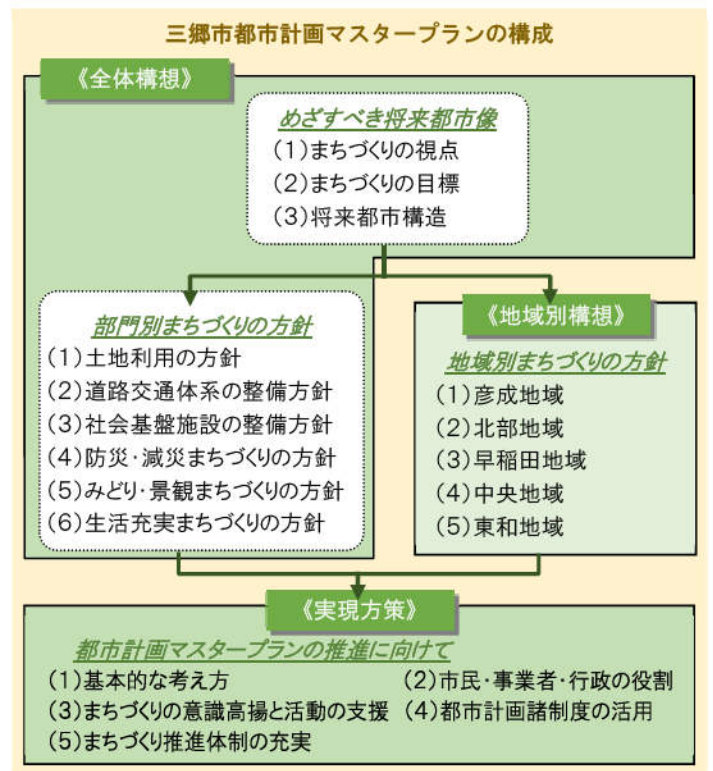 三郷市都市計画マスタープランの構成
《全体構想》
めざすべき将来都市像
(1)まちづくりの視点
(2)まちづくりの目標
(3)将来都市構造
部門別まちづくりの方針
(1)土地利用の方針
(2)道路交通体系の整備方針
(3)社会基盤施設の整備方針
(4)防災・減災まちづくりの方針
(5)みどり・景観まちづくりの方針
(6)生活充実まちづくりの方針
《地域別構想》
地域別まちづくりの方針
(1)彦成地域
(2)北部地域
(3)早稲田地域
(4)中央地域
(5)東和地域
《実現方策》
都市計画マスタープランの推進に向けて
(1)基本的な考え方 (2)市民・事業者・行政の役割
(3)まちづくりの意識高揚と活動の支援 (4)都市計画諸制度の活用
(5)まちづくり推進体制の充実